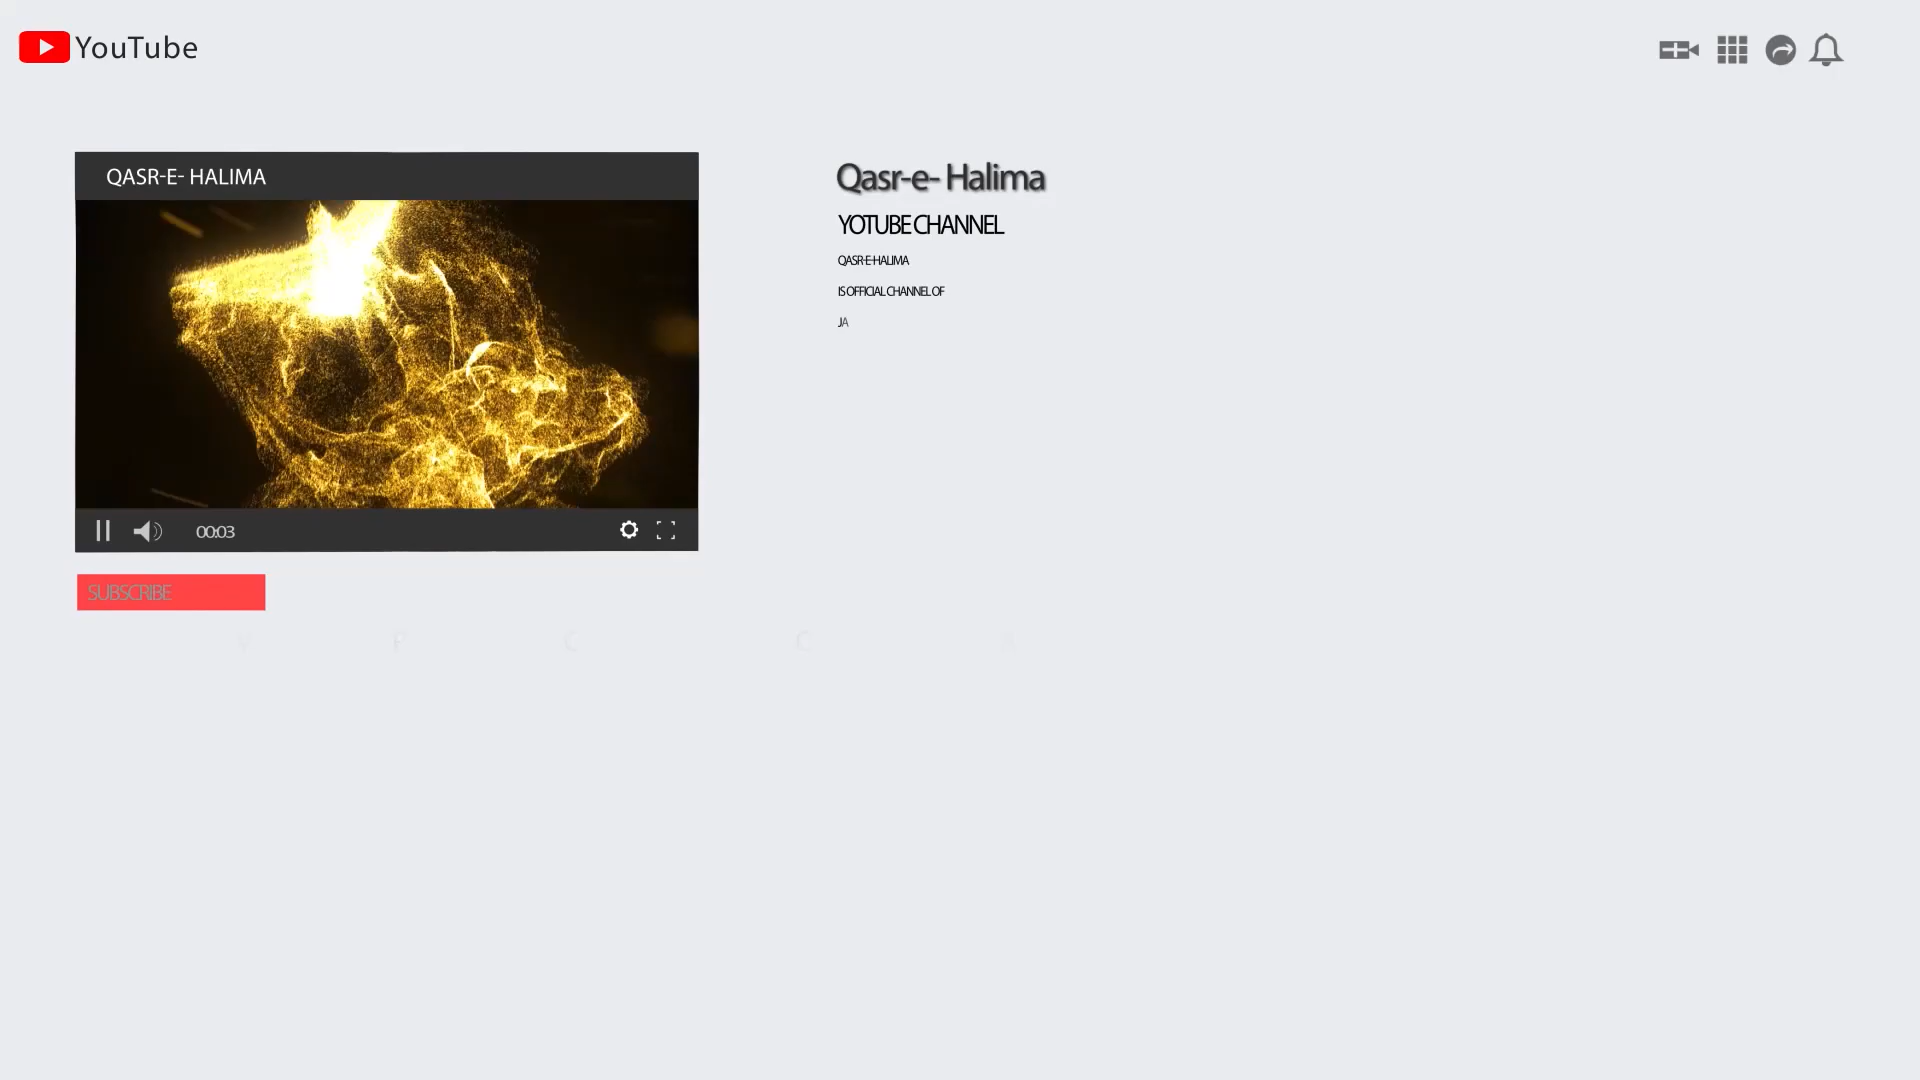 YouTube
QASR-E- HALIMA
Qasr-e- Halima
YOTUBE CHANNEL
QASR-E-HALIMA
IS OFFICIAL CHANNEL OF
JA
00:03
SUBSCRIBE